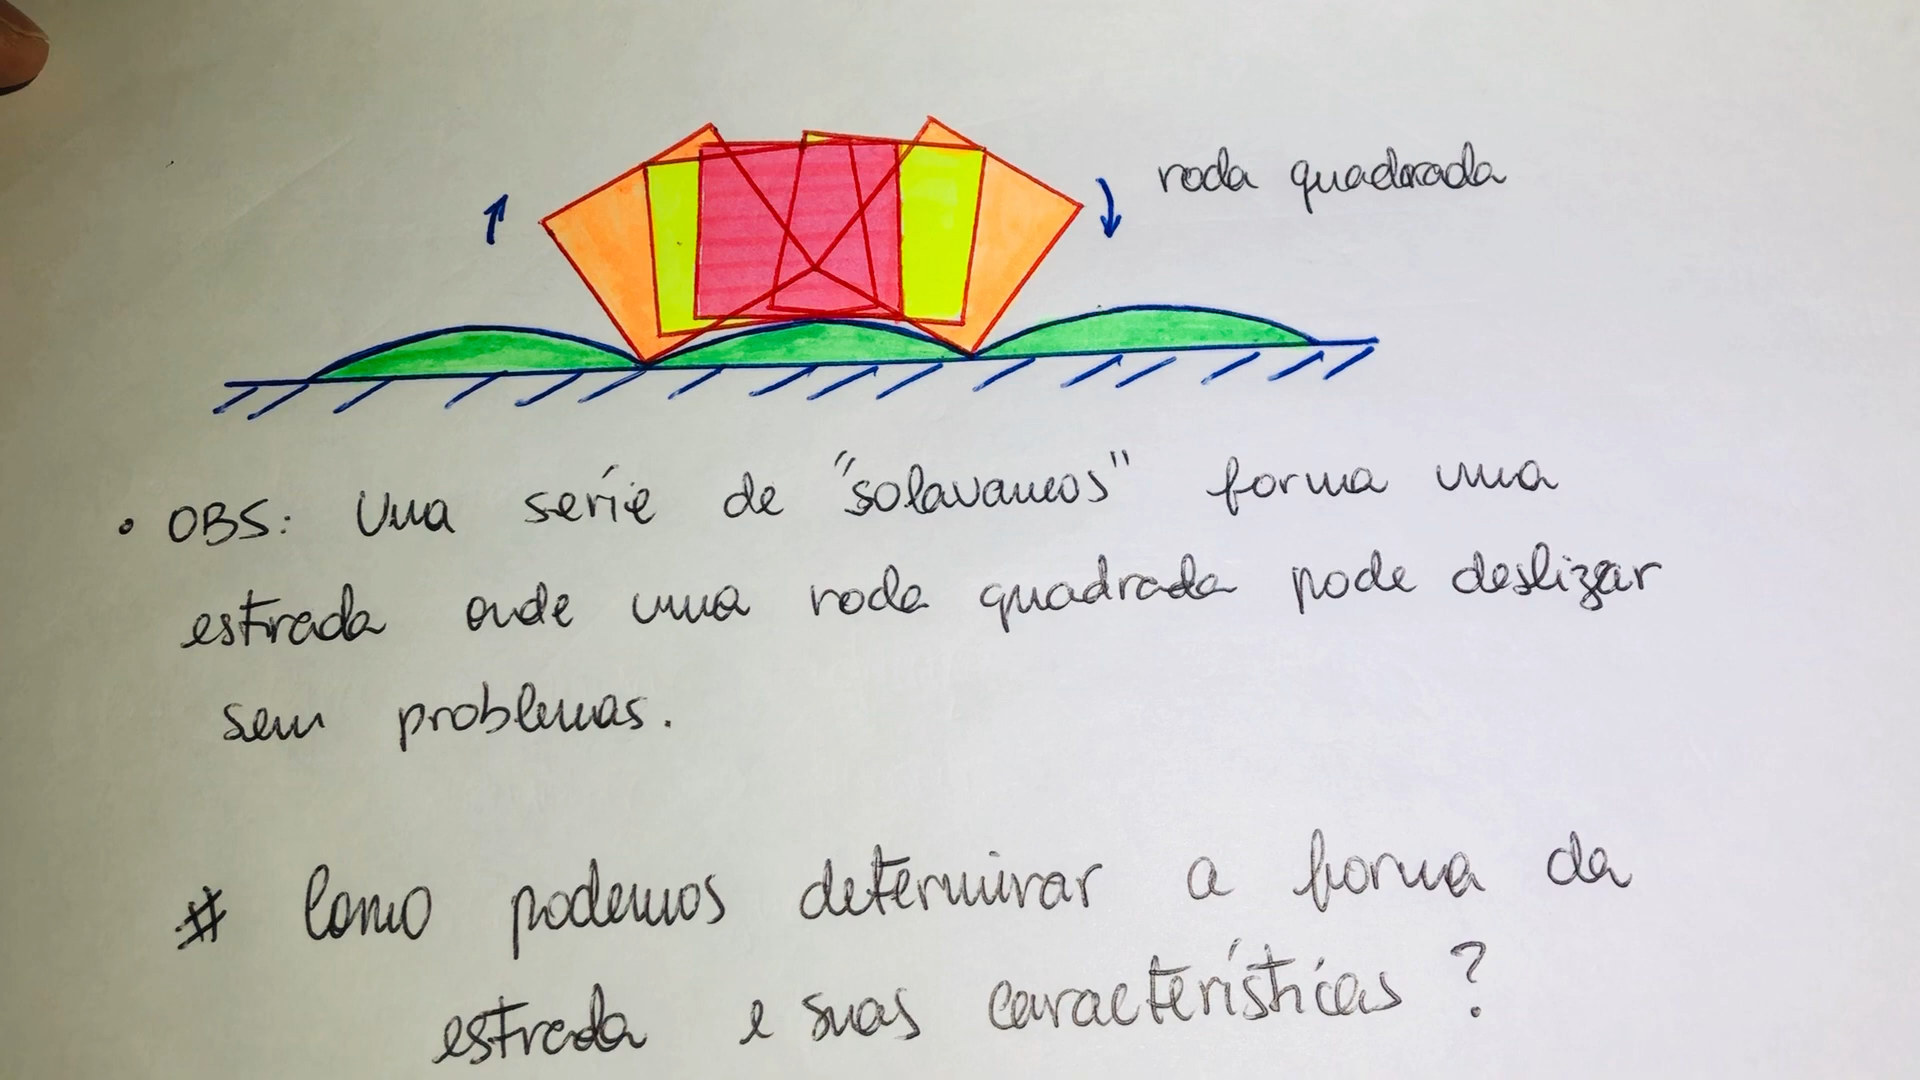 roda quadrada
• OBS: Uma série de "solavancos" forma uma
estrada onde uma roda quadrada pode deslizar
sem problemas.
# Como podemos determinar a forma da
estrada e suas características?